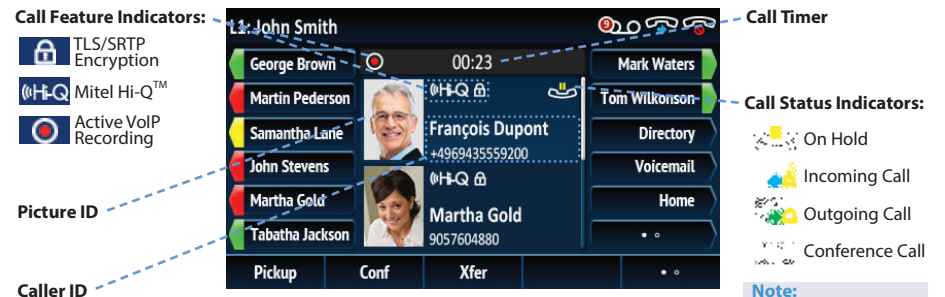 Call Feature Indicators:
TLS/SRTP
Encryption
((Hi-Q Mitel Hi-Q™
Active VoIP
Recording
Picture ID
Caller ID
L1: John Smith
9
George Brown
Martin Pederson
Samantha Lane
John Stevens
Martha Gold
Tabatha Jackson
00:23
((Hi-Q
François Dupont
+4969435559200
((Hi-Q
Martha Gold
9057604880
Mark Waters
Tom Wilkonson
Directory
Voicemail
Home
Pickup Conf Xfer
Call Timer
Call Status Indicators:
On Hold
Incoming Call
Outgoing Call
Conference Call
Note: